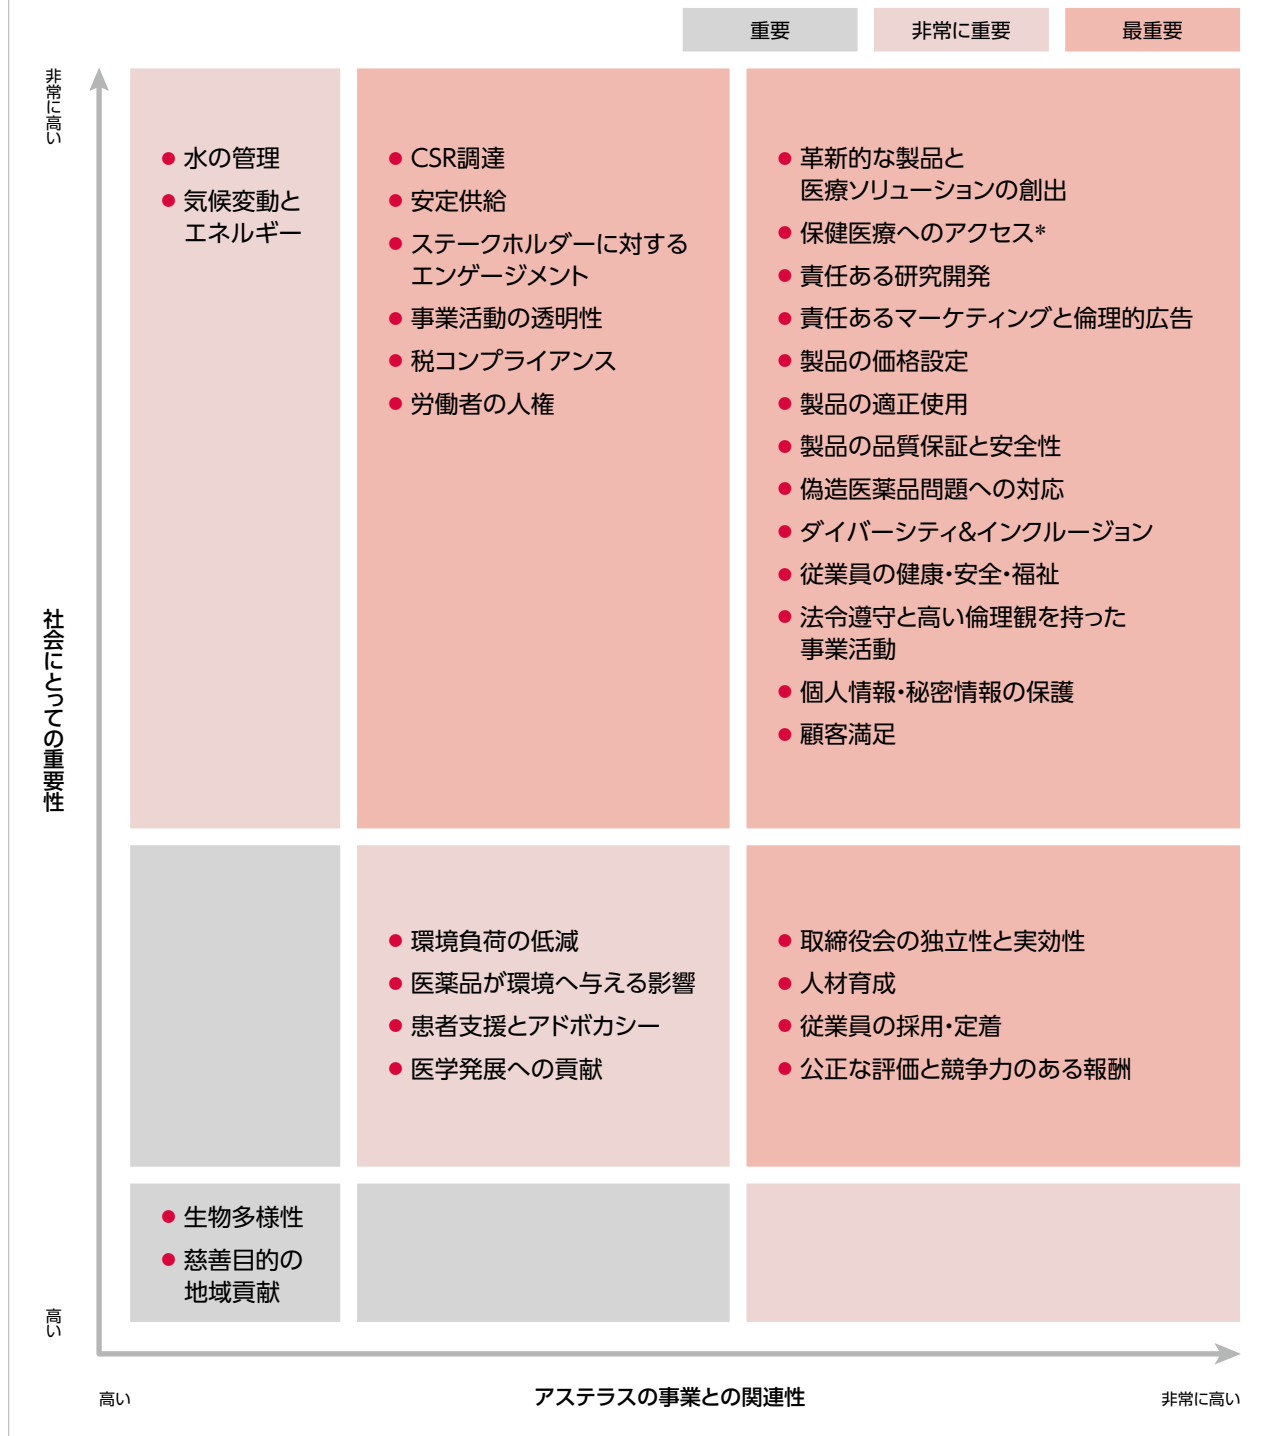 重要
非常に重要
最重要
非常に高い
社会にとっての重要性
高い
● 水の管理
● 気候変動と
エネルギー
● CSR調達
● 安定供給
● ステークホルダーに対する
エンゲージメント
● 事業活動の透明性
● 税コンプライアンス
● 労働者の人権
● 革新的な製品と
医療ソリューションの創出
● 保健医療へのアクセス*
● 責任ある研究開発
● 責任あるマーケティングと倫理的広告
● 製品の価格設定
● 製品の適正使用
● 製品の品質保証と安全性
● 偽造医薬品問題への対応
● ダイバーシティ&インクルージョン
● 従業員の健康・安全・福祉
● 法令遵守と高い倫理観を持った
事業活動
● 個人情報・秘密情報の保護
● 顧客満足
● 環境負荷の低減
● 医薬品が環境へ与える影響
● 患者支援とアドボカシー
● 医学発展への貢献
● 取締役会の独立性と実効性
● 人材育成
● 従業員の採用・定着
● 公正な評価と競争力のある報酬
● 生物多様性
● 慈善目的の
地域貢献
高い
アステラスの事業との関連性
非常に高い